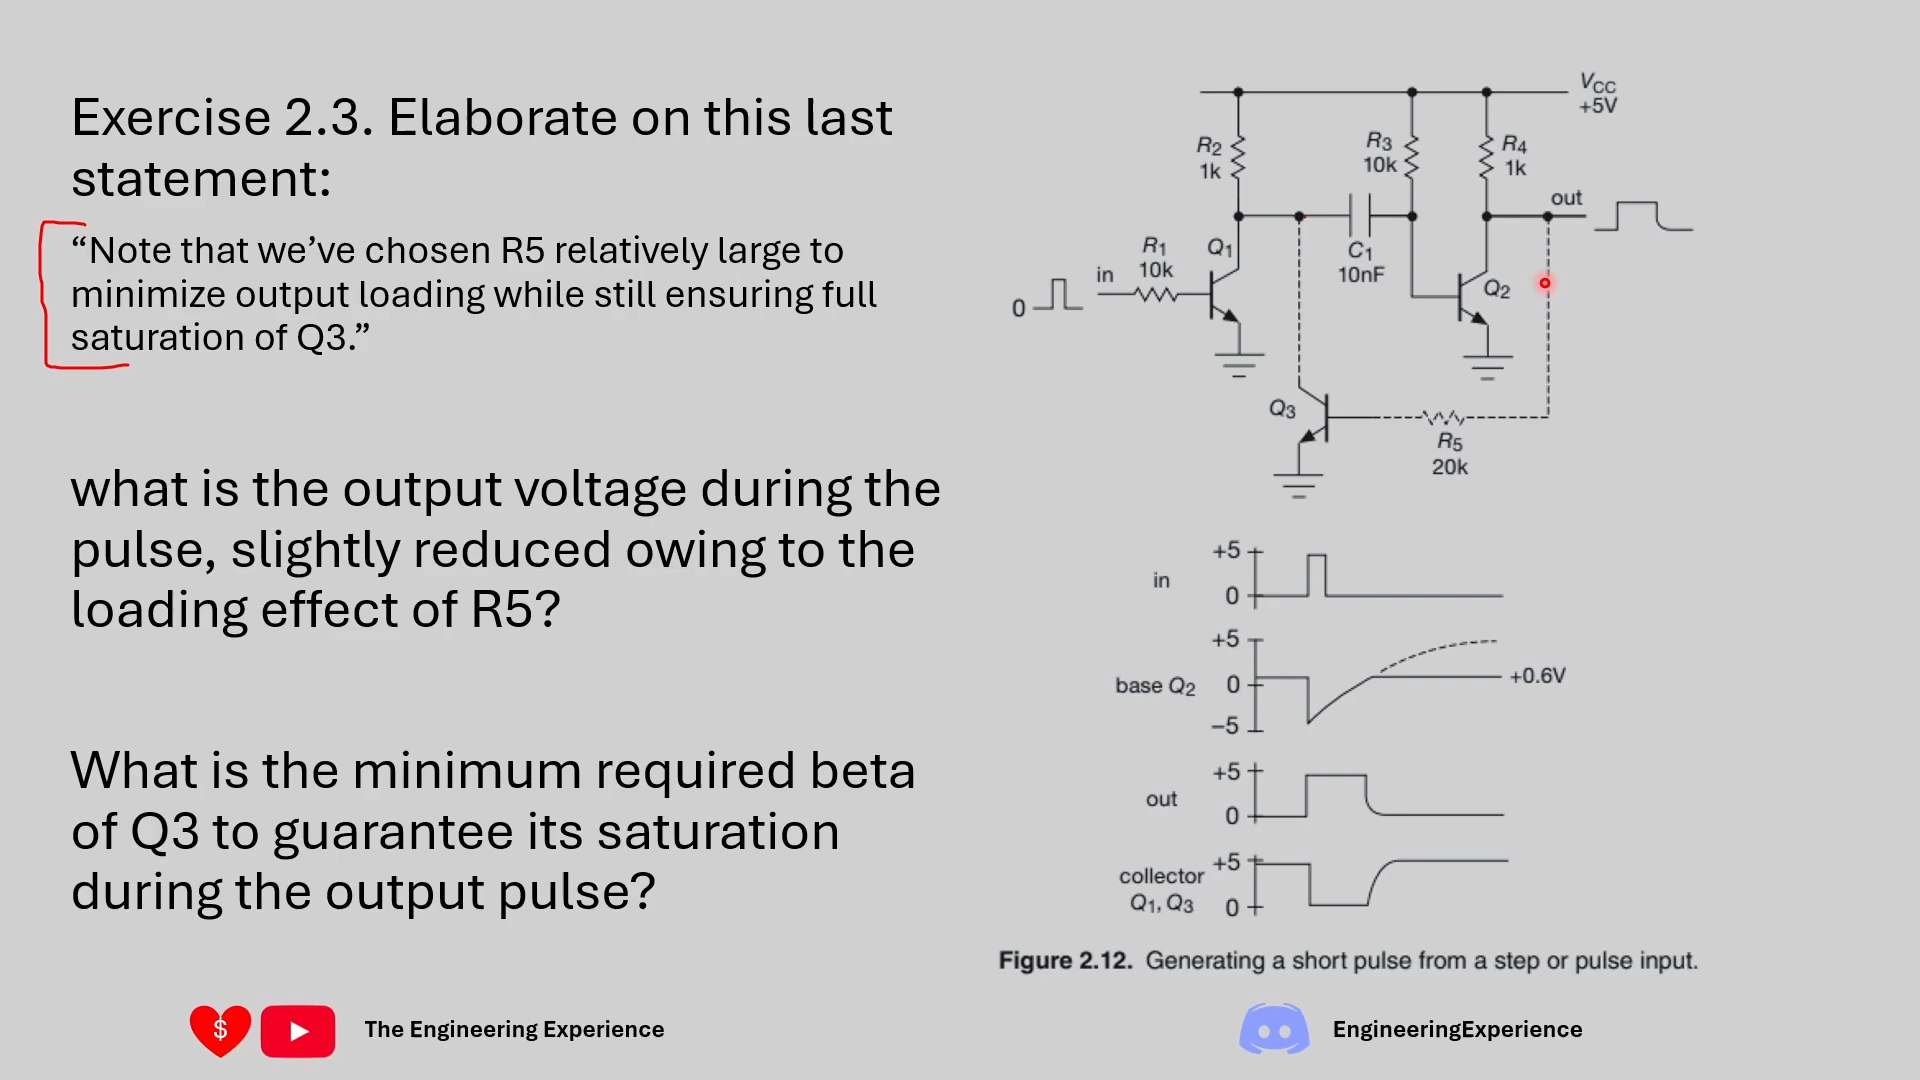 Exercise 2.3. Elaborate on this last
statement:
“Note that we’ve chosen R5 relatively large to
minimize output loading while still ensuring full
saturation of Q3.”
what is the output voltage during the
pulse, slightly reduced owing to the
loading effect of R5?
What is the minimum required beta
of Q3 to guarantee its saturation
during the output pulse?
VCC
+5V
R2
1k
R3
10k
R4
1k
out
R1
10k
Q1
C1
10nF
in
0
Q2
Q3
R5
20k
in
+5
0
base Q2
+5
0
−5
+0.6V
out
+5
0
collector
Q1, Q3
+5
0
Figure 2.12. Generating a short pulse from a step or pulse input.
$
The Engineering Experience
EngineeringExperience